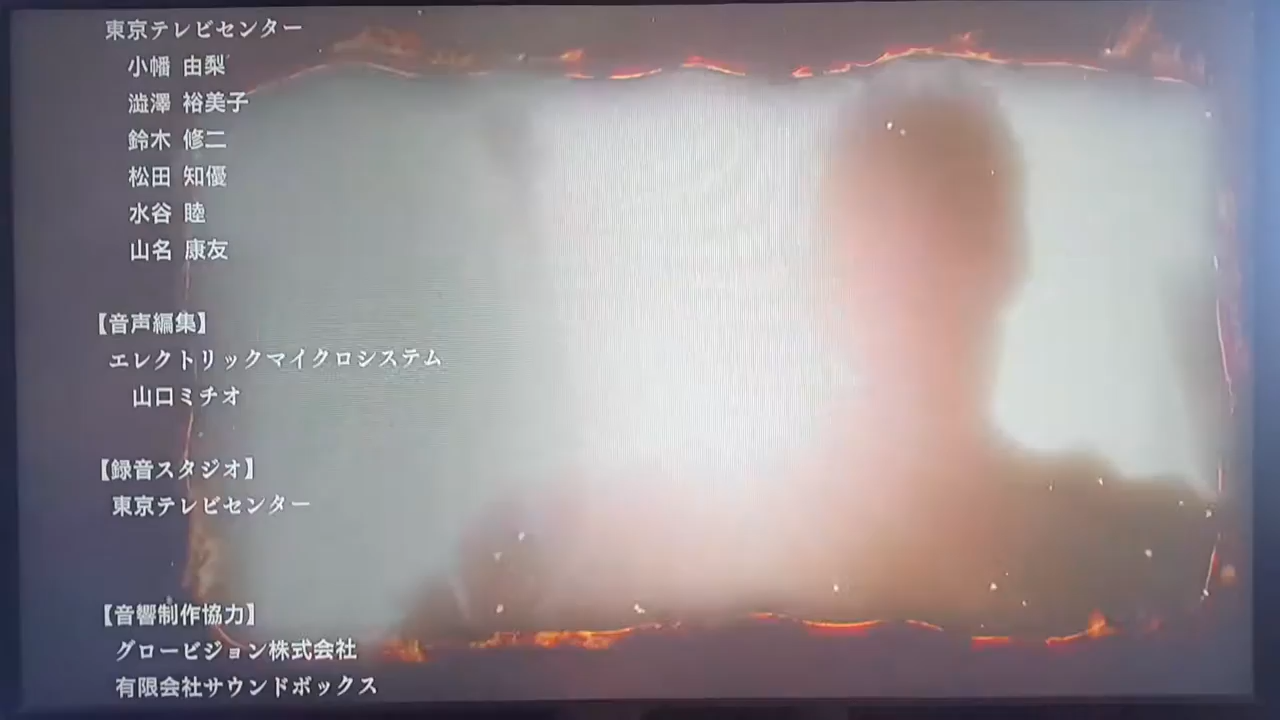 東京テレビセンター
小幡 由梨
澁澤 裕美子
鈴木 修二
松田 知優
水谷 睦
山名 康友
【音声編集】
エレクトリックマイクロシステム
山口ミチオ
【録音スタジオ】
東京テレビセンター
【音響制作協力】
グロービジョン株式会社
有限会社サウンドボックス